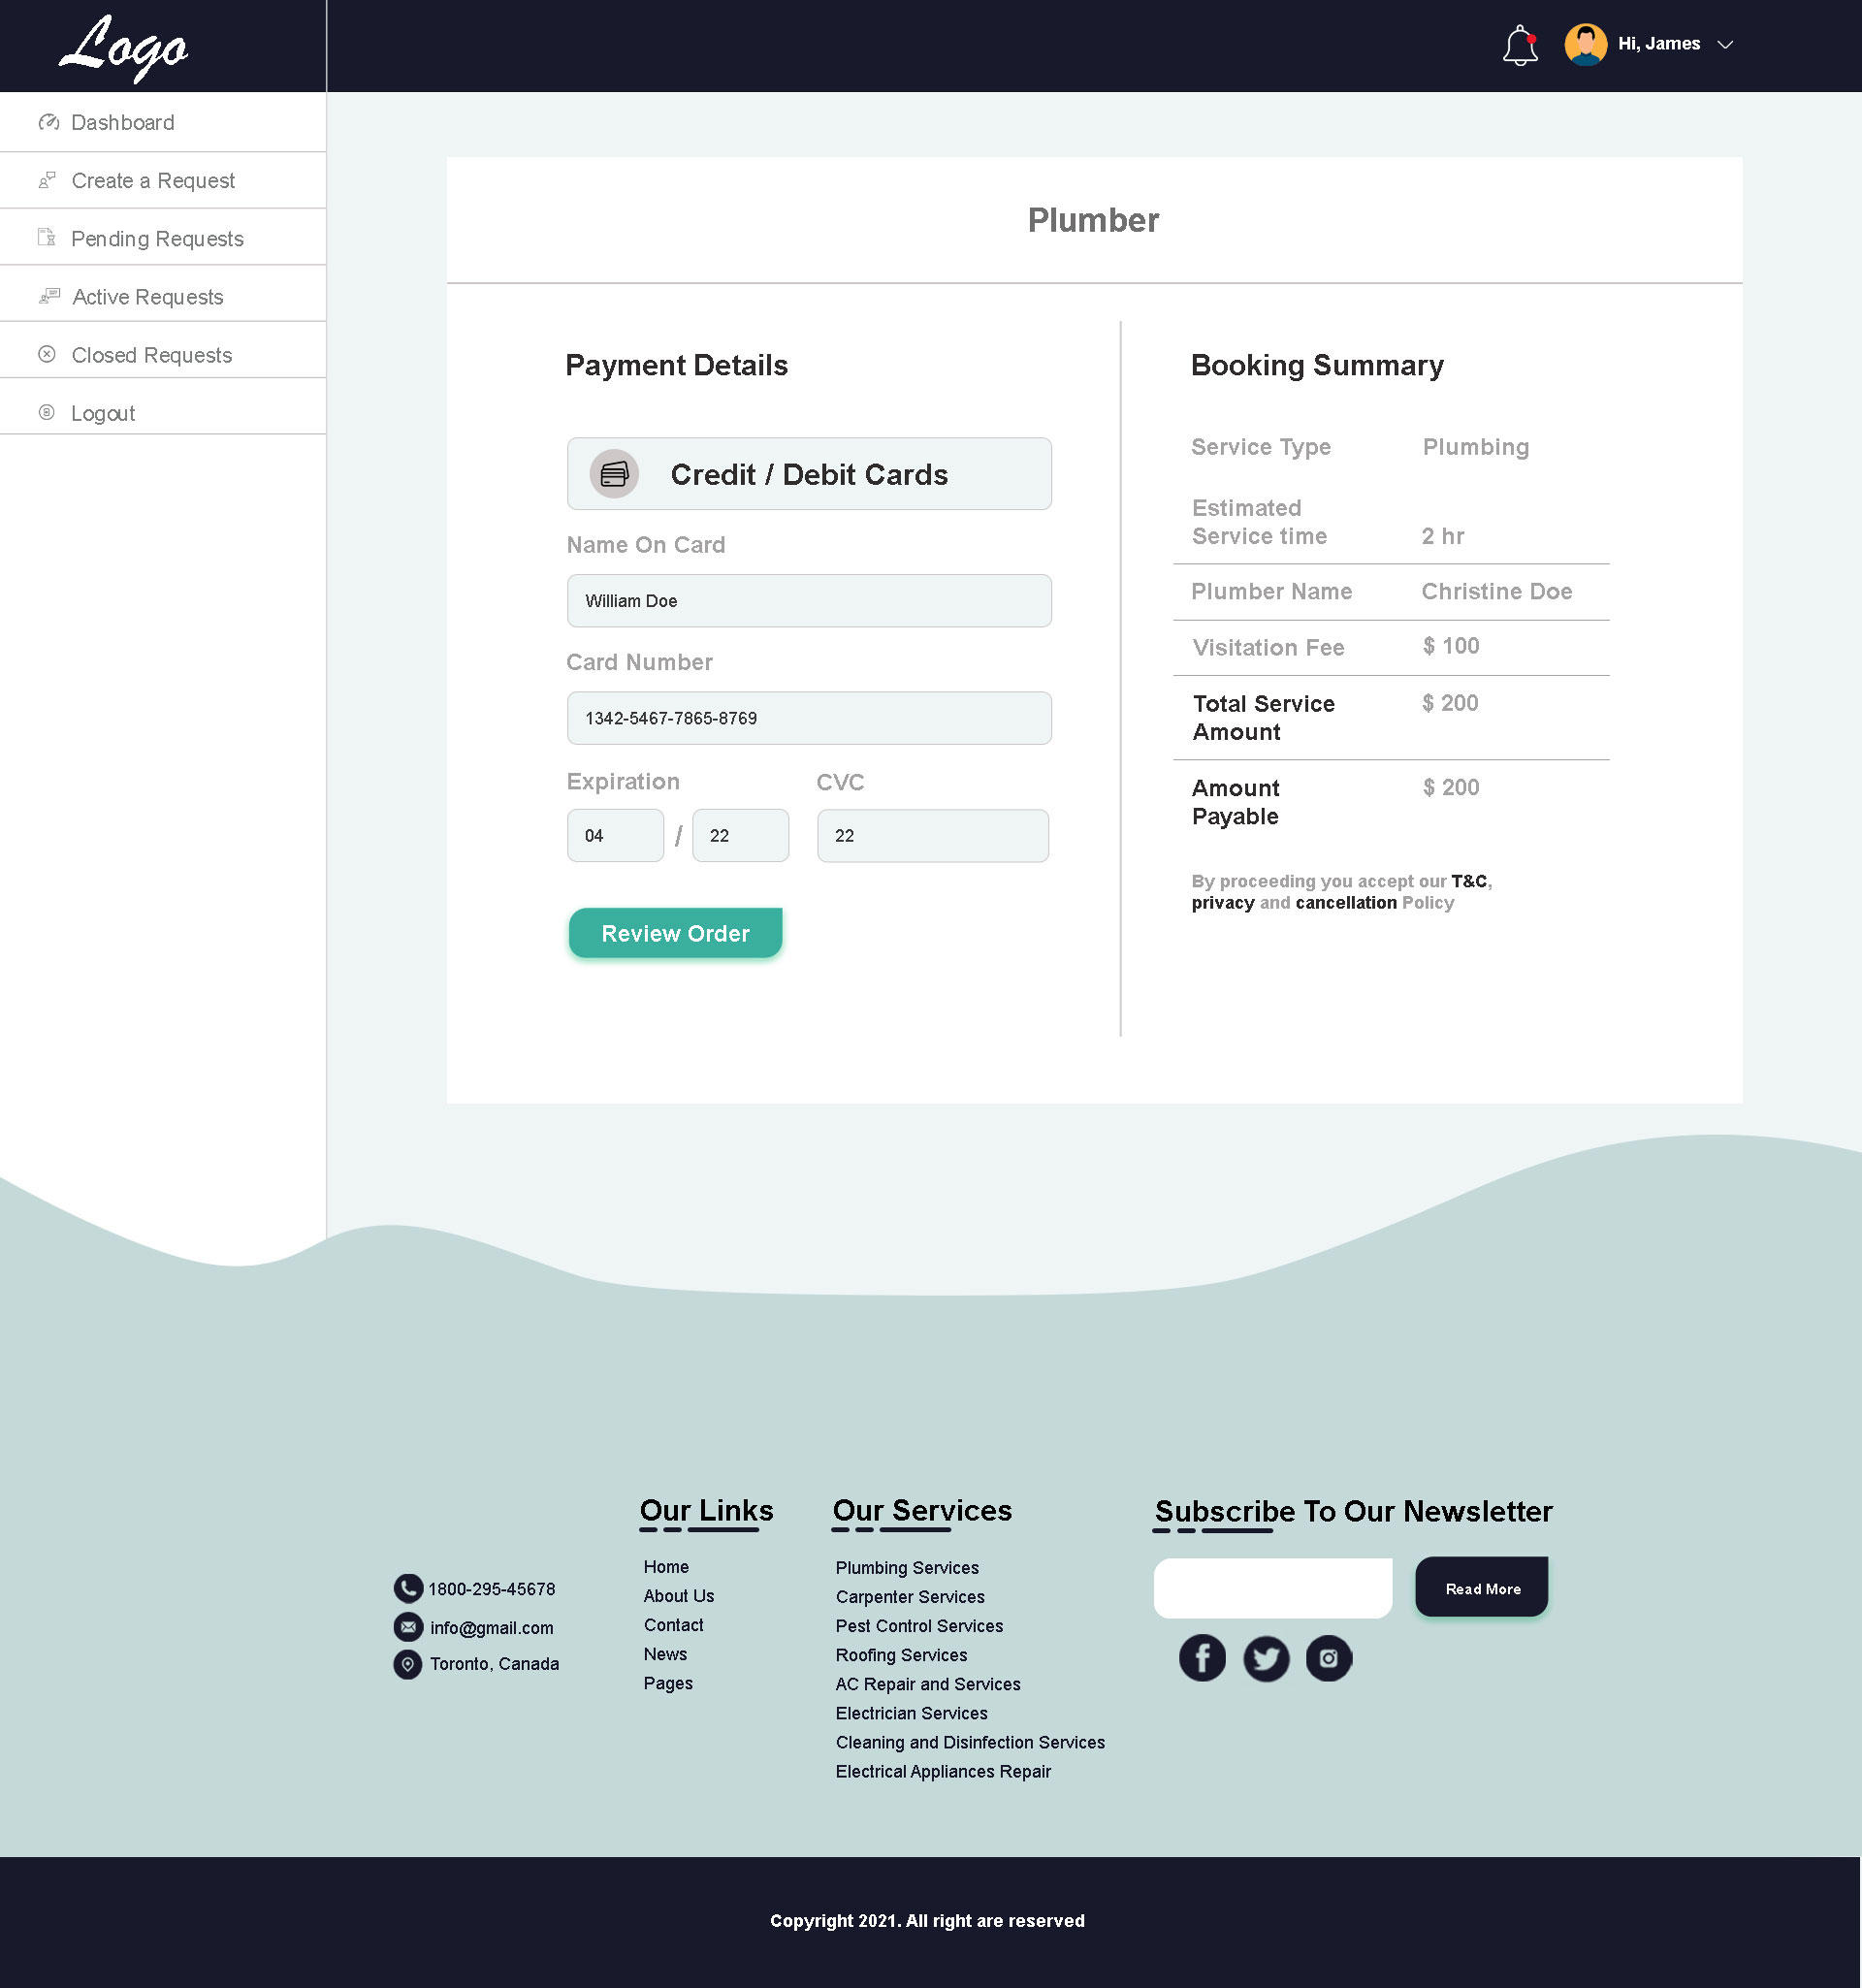 Logo
Hi, James
Dashboard
Create a Request
Pending Requests
Active Requests
Closed Requests
Logout
Plumber
Payment Details
Credit / Debit Cards
Name On Card
William Doe
Card Number
1342-5467-7865-8769
Expiration
CVC
04 / 22
22
Review Order
Booking Summary
Service Type Plumbing
Estimated
Service time 2 hr
Plumber Name Christine Doe
Visitation Fee $ 100
Total Service $ 200
Amount
Amount $ 200
Payable
By proceeding you accept our T&C,
privacy and cancellation Policy
1800-295-45678
info@gmail.com
Toronto, Canada
Our Links
Home
About Us
Contact
News
Pages
Our Services
Plumbing Services
Carpenter Services
Pest Control Services
Roofing Services
AC Repair and Services
Electrician Services
Cleaning and Disinfection Services
Electrical Appliances Repair
Subscribe To Our Newsletter
Read More
Copyright 2021. All right are reserved